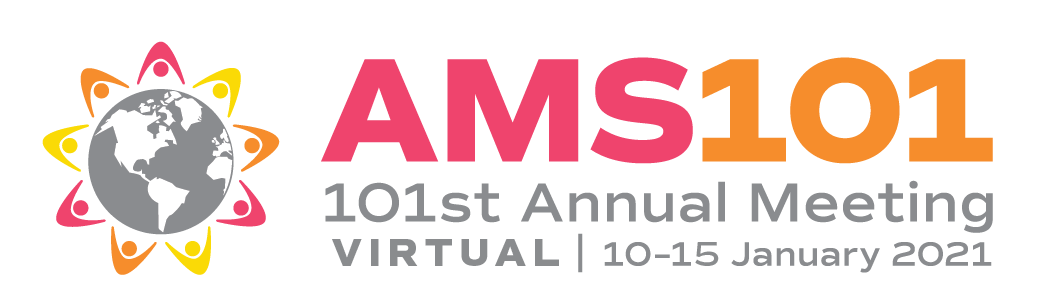 AMS101
101st Annual Meeting
VIRTUAL | 10-15 January 2021